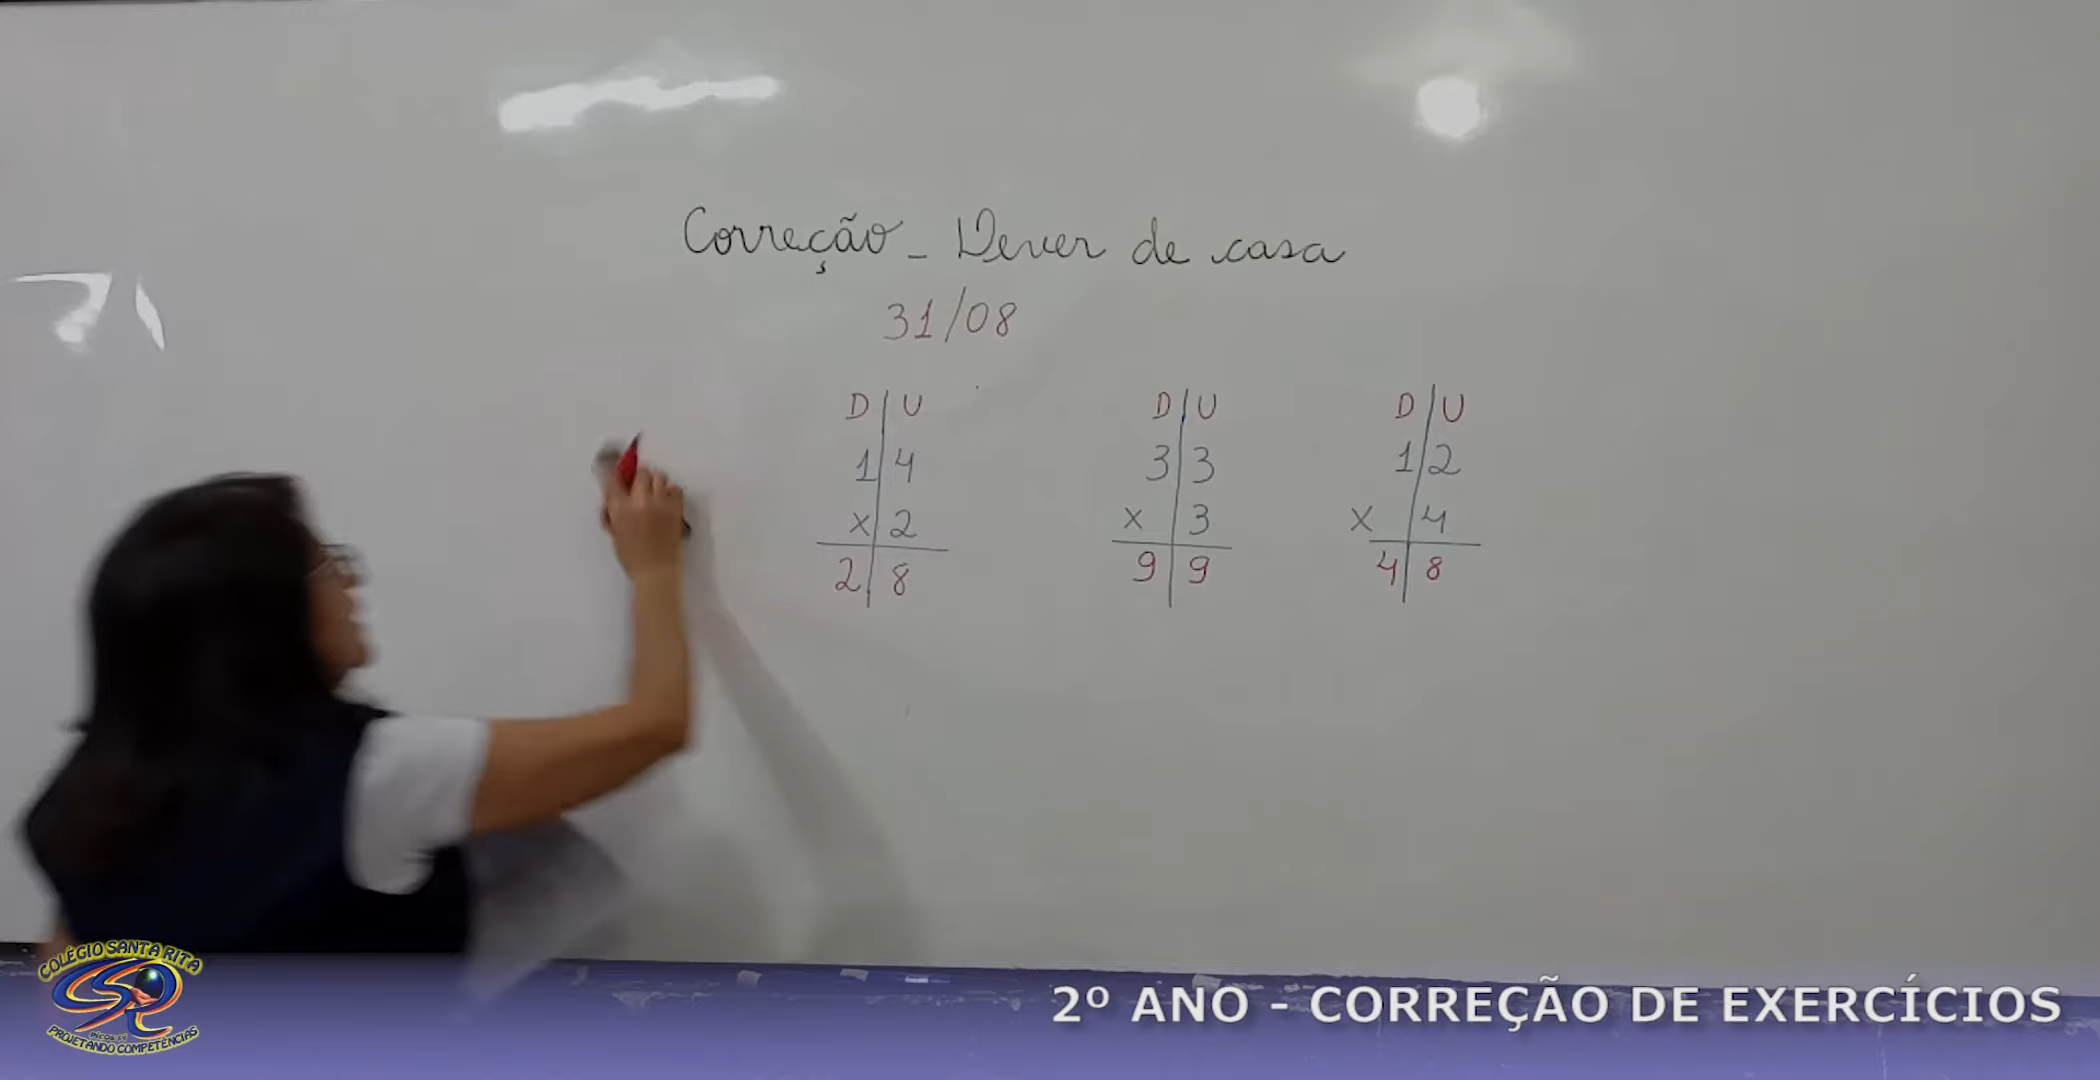 Correção - Dever de casa
31/08
D U D U D U
1 4 3 3 1 2
x 2 x 3 x 4
2 8 9 9 4 8
COLÉGIO SANTA RITA
PROJETANDO COMPETÊNCIAS
2º ANO - CORREÇÃO DE EXERCÍCIOS